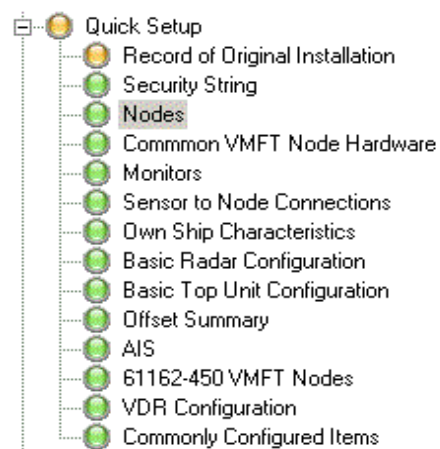 Quick Setup
Record of Original Installation
Security String
Nodes
Commmon VMFT Node Hardware
Monitors
Sensor to Node Connections
Own Ship Characteristics
Basic Radar Configuration
Basic Top Unit Configuration
Offset Summary
AIS
61162-450 VMFT Nodes
VDR Configuration
Commonly Configured Items